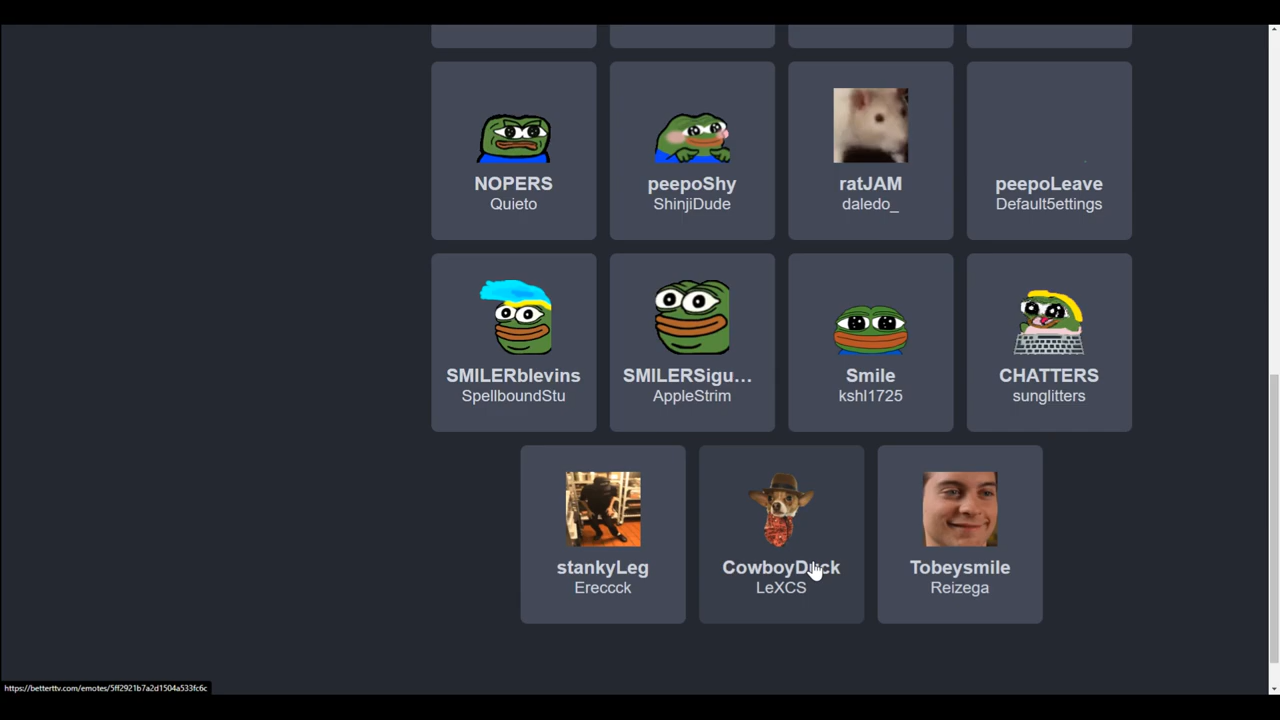 NOPERS
Quieto
peepoShy
ShinjiDude
ratJAM
daledo_
peepoLeave
Default5ettings
SMILERblevins
SpellboundStu
SMILERSigu...
AppleStrim
Smile
kshl1725
CHATTERS
sunglitters
stankyLeg
Ereccck
LeXCS
Tobeysmile
Reizega
https://betterttv.com/emotes/5ff2921b7a2d1504a533fc6c